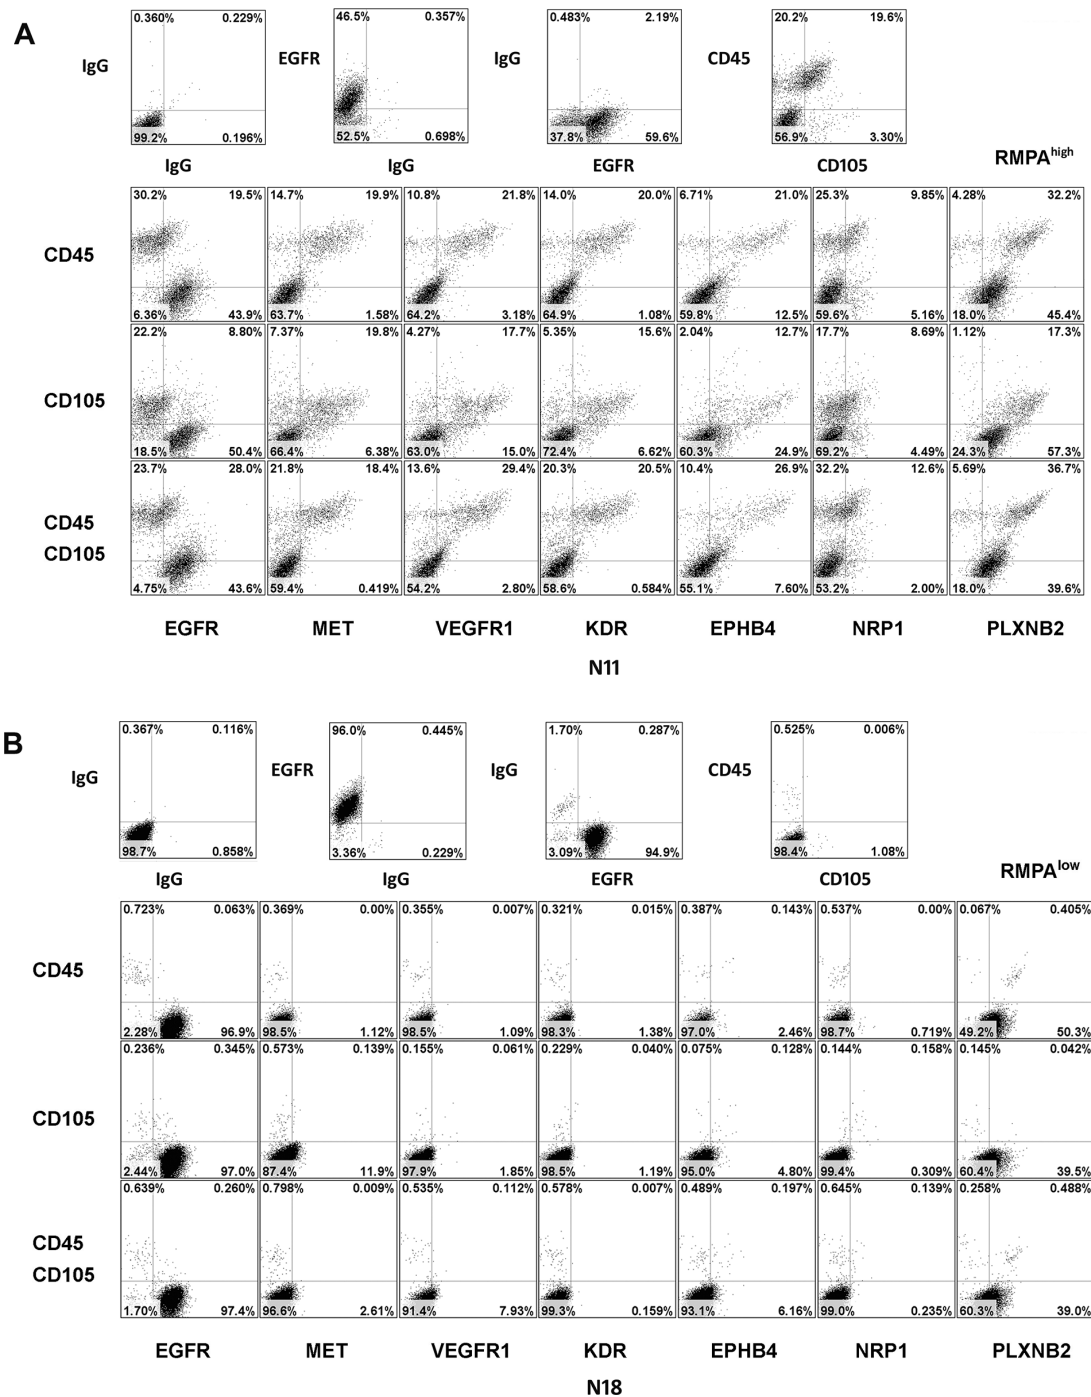 A
0.360% 0.229% 46.5% 0.357% 0.483% 2.19% 20.2% 19.6%
IgG EGFR IgG CD45
99.2% 0.196% 52.5% 0.698% 37.8% 59.6% 56.9% 3.30%
IgG IgG EGFR CD105
RMPAhigh
30.2% 19.5% 14.7% 19.9% 10.8% 21.8% 14.0% 20.0% 6.71% 21.0% 25.3% 9.85% 4.28% 32.2%
CD45
6.36% 43.9% 63.7% 1.58% 64.2% 3.18% 64.9% 1.08% 59.8% 12.5% 59.6% 5.16% 18.0% 45.4%
22.2% 8.80% 7.37% 19.8% 4.27% 17.7% 5.35% 15.6% 2.04% 12.7% 17.7% 8.69% 1.12% 17.3%
CD105
18.5% 50.4% 66.4% 6.38% 63.0% 15.0% 72.4% 6.62% 60.3% 24.9% 69.2% 4.49% 24.3% 57.3%
23.7% 28.0% 21.8% 18.4% 13.6% 29.4% 20.3% 20.5% 10.4% 26.9% 32.2% 12.6% 5.69% 36.7%
CD45
CD105
4.75% 43.6% 59.4% 0.419% 54.2% 2.80% 58.6% 0.584% 55.1% 7.60% 53.2% 2.00% 18.0% 39.6%
EGFR MET VEGFR1 KDR EPHB4 NRP1 PLXNB2
N11
B
0.367% 0.116% 96.0% 0.445% 1.70% 0.287% 0.525% 0.006%
IgG EGFR IgG CD45
98.7% 0.858% 3.36% 0.229% 3.09% 94.9% 98.4% 1.08%
IgG IgG EGFR CD105
RMPAlow
0.723% 0.063% 0.369% 0.00% 0.355% 0.007% 0.321% 0.015% 0.387% 0.143% 0.537% 0.00% 0.067% 0.405%
CD45
2.28% 96.9% 98.5% 1.12% 98.5% 1.09% 98.3% 1.38% 97.0% 2.46% 98.7% 0.719% 49.2% 50.3%
0.236% 0.345% 0.573% 0.139% 0.155% 0.061% 0.229% 0.040% 0.075% 0.128% 0.144% 0.158% 0.145% 0.042%
CD105
2.44% 97.0% 87.4% 11.9% 97.9% 1.85% 98.5% 1.19% 95.0% 4.80% 99.4% 0.309% 60.4% 39.5%
0.639% 0.260% 0.798% 0.009% 0.535% 0.112% 0.578% 0.007% 0.489% 0.197% 0.645% 0.139% 0.258% 0.488%
CD45
CD105
1.70% 97.4% 96.6% 2.61% 91.4% 7.93% 99.3% 0.159% 93.1% 6.16% 99.0% 0.235% 60.3% 39.0%
EGFR MET VEGFR1 KDR EPHB4 NRP1 PLXNB2
N18